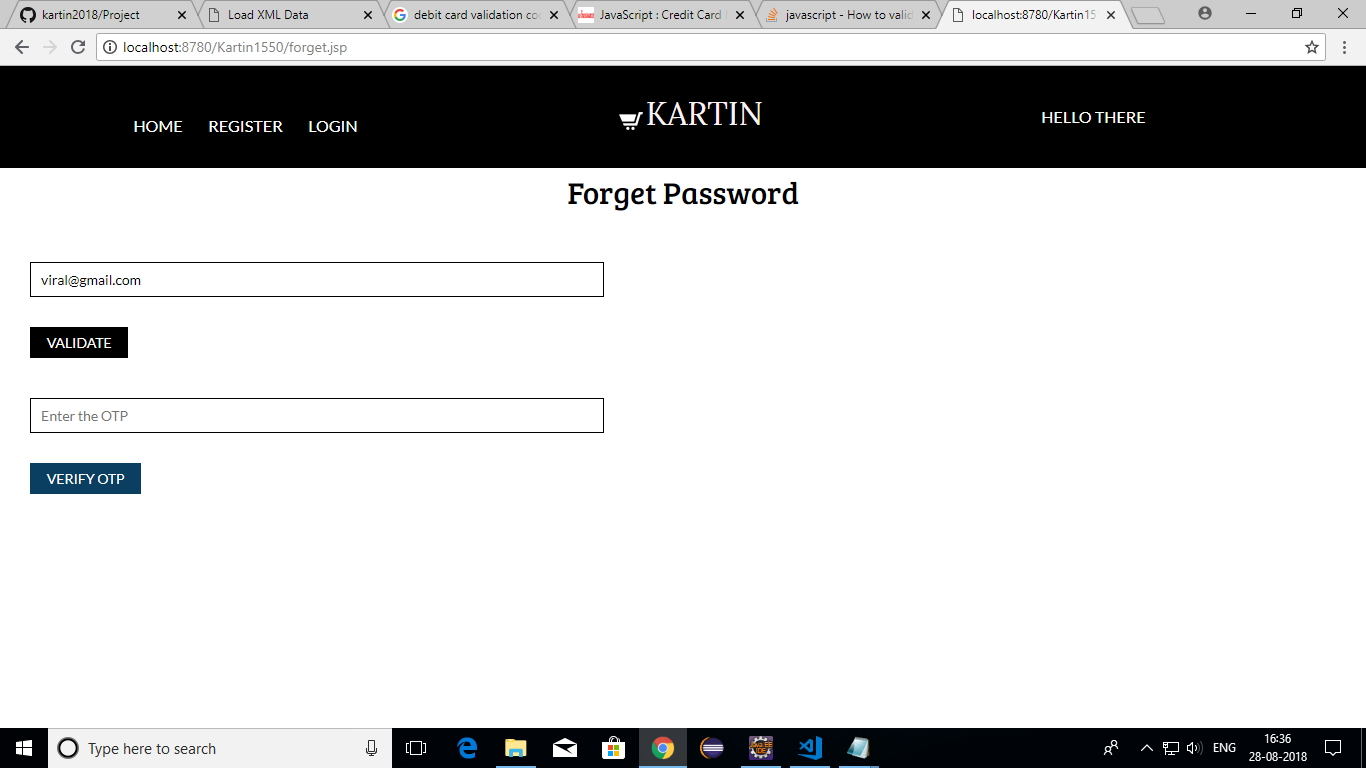 kartin2018/Project
Load XML Data
debit card validation co
JavaScript : Credit Card
javascript - How to valid
localhost:8780/Kartin15
localhost:8780/Kartin1550/forget.jsp
HOME REGISTER LOGIN
KARTIN
HELLO THERE
Forget Password
viral@gmail.com
VALIDATE
Enter the OTP
VERIFY OTP
Type here to search
ENG
16:36
28-08-2018